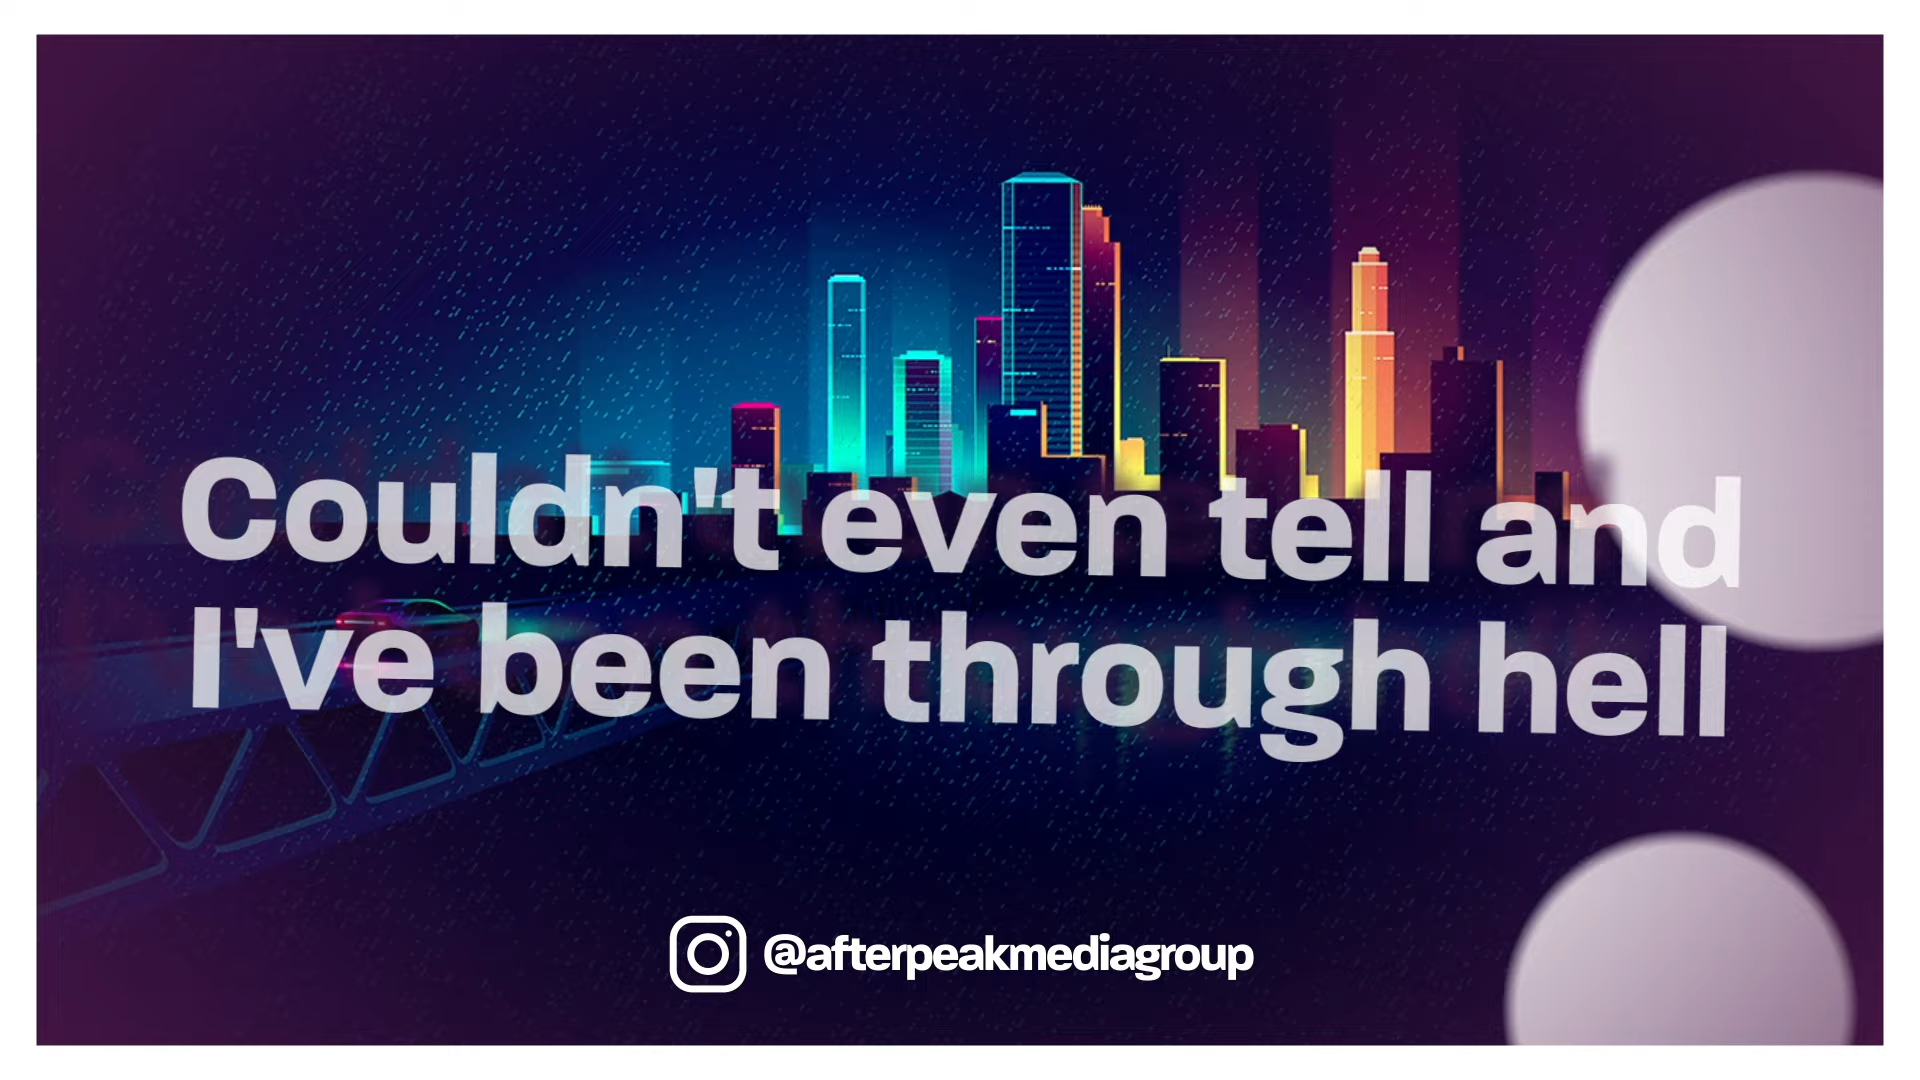 Couldn't even tell and
I've been through hell
@afterpeakmediagroup